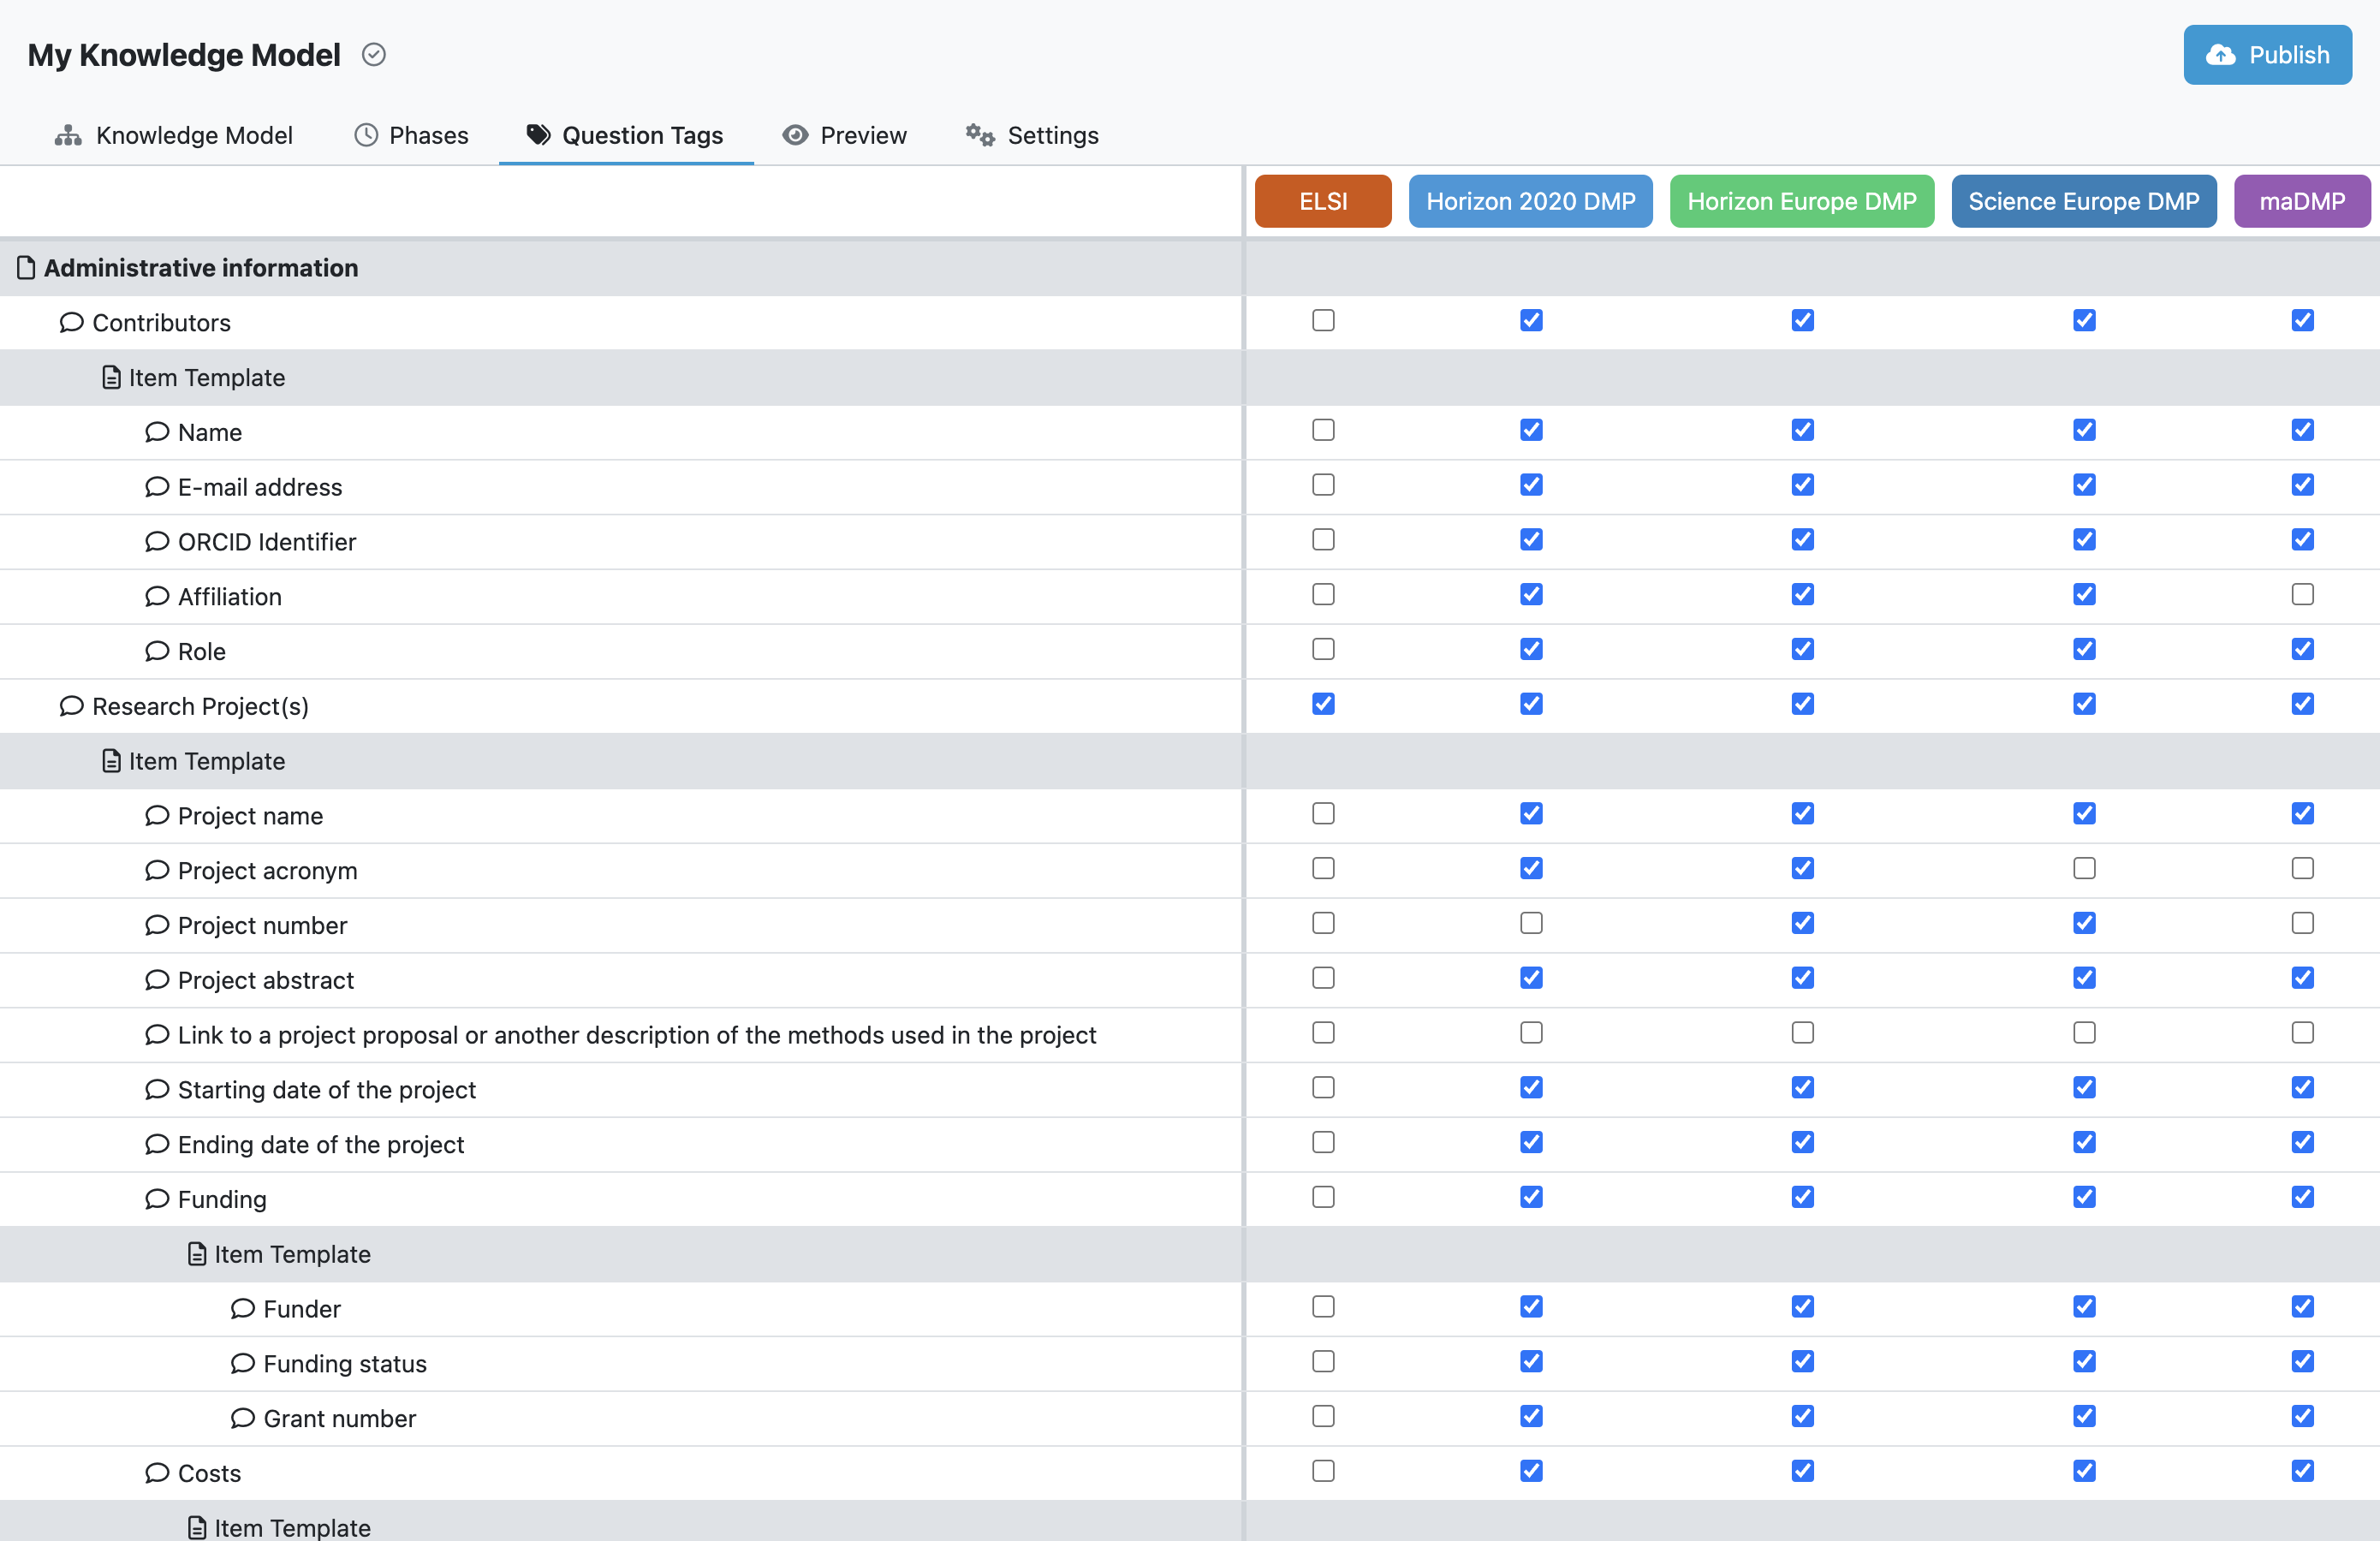 My Knowledge Model
Publish
Knowledge Model Phases Question Tags Preview Settings
ELSI Horizon 2020 DMP Horizon Europe DMP Science Europe DMP maDMP
Administrative information
Contributors
Item Template
Name
E-mail address
ORCID Identifier
Affiliation
Role
Research Project(s)
Item Template
Project name
Project acronym
Project number
Project abstract
Link to a project proposal or another description of the methods used in the project
Starting date of the project
Ending date of the project
Funding
Item Template
Funder
Funding status
Grant number
Costs
Item Template